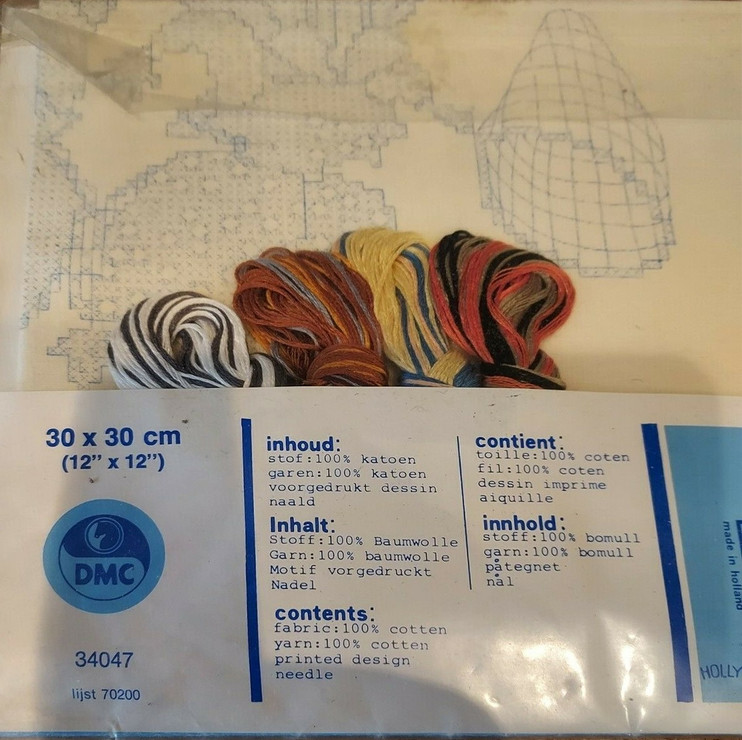 30 x 30 cm
(12” x 12”)
DMC
34047
lijst 70200
inhoud:
stof:100% katoen
garen:100% katoen
voorgedrukt dessin
naald
Inhalt:
Stoff:100% Baumwolle
Garn:100% baumwolle
Motif vorgedruckt
Nadel
contents:
fabric:100% cotten
yarn:100% cotten
printed design
needle
contient:
toille:100% coten
fil:100% coten
dessin imprime
aiquille
innhold:
stoff:100% bomull
garn:100% bomull
påtegnet
nål
made in holland
HOLLY